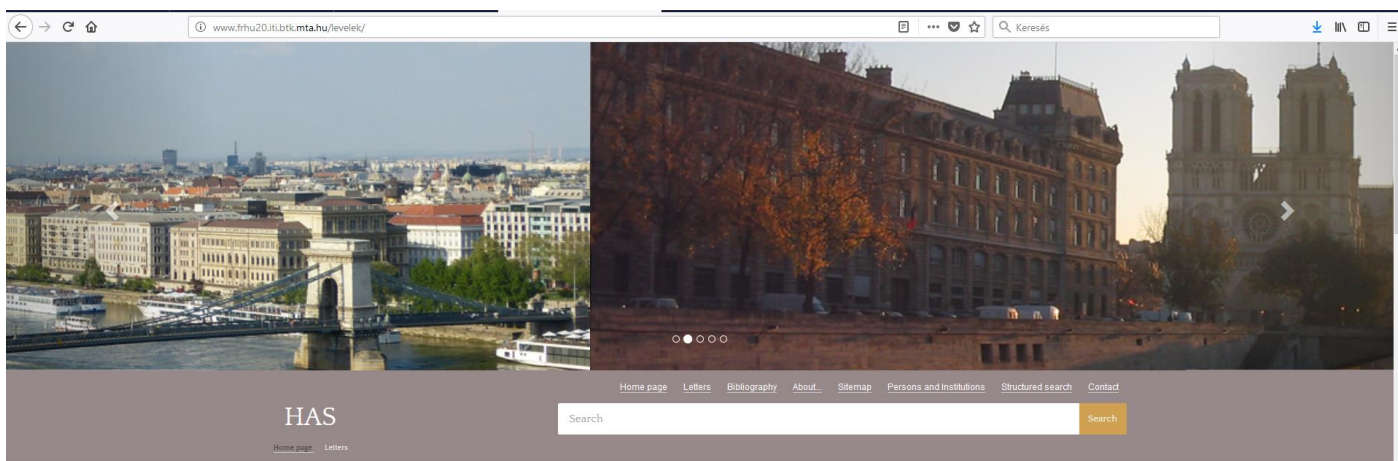 www.frhu20.iti.btk.mta.hu/levelek/
Keresés
Home page Letters Bibliography About... Sitemap Persons and Institutions Structured search Contact
HAS
Search
Search
Home page Letters